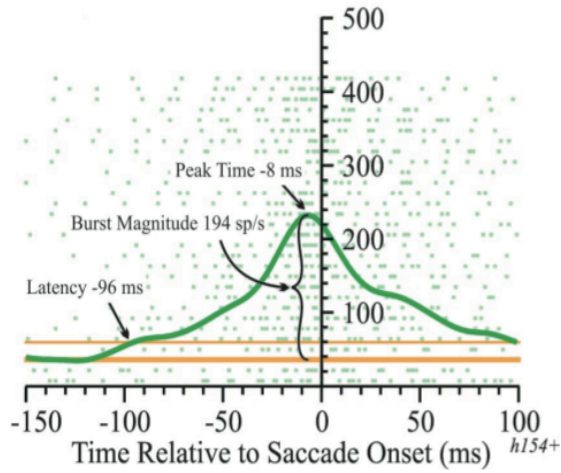 500
400
300
Peak Time -8 ms
Burst Magnitude 194 sp/s
200
Latency -96 ms
100
-150 -100 -50 0 50 100
Time Relative to Saccade Onset (ms)
h154+